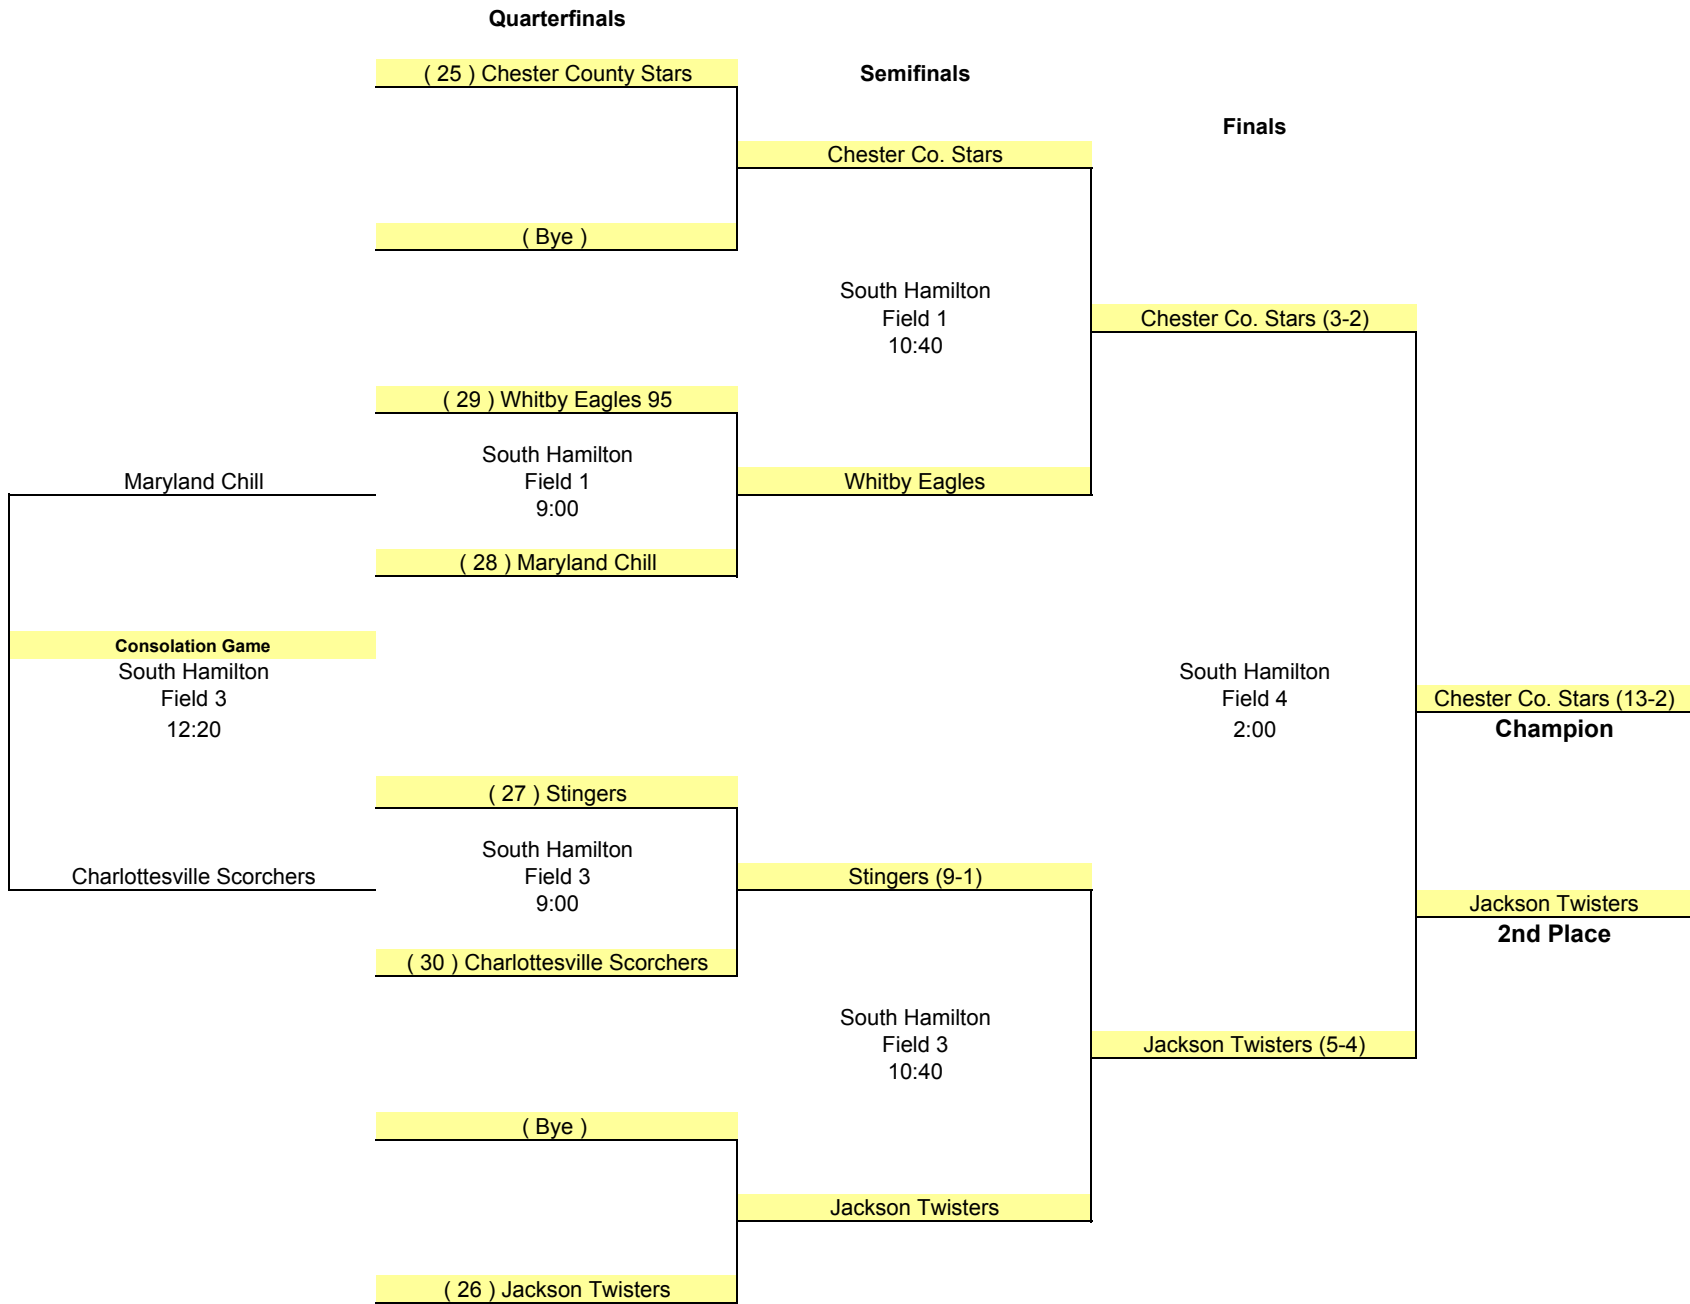 Quarterfinals
( 25 ) Chester County Stars
Semifinals
Finals
Chester Co. Stars
( Bye )
South Hamilton
Field 1
10:40
Chester Co. Stars (3-2)
( 29 ) Whitby Eagles 95
South Hamilton
Field 1
9:00
Maryland Chill
Whitby Eagles
( 28 ) Maryland Chill
Consolation Game
South Hamilton
Field 3
12:20
South Hamilton
Field 4
2:00
Chester Co. Stars (13-2)
Champion
( 27 ) Stingers
South Hamilton
Field 3
9:00
Charlottesville Scorchers
Stingers (9-1)
Jackson Twisters
2nd Place
( 30 ) Charlottesville Scorchers
South Hamilton
Field 3
10:40
Jackson Twisters (5-4)
( Bye )
Jackson Twisters
( 26 ) Jackson Twisters